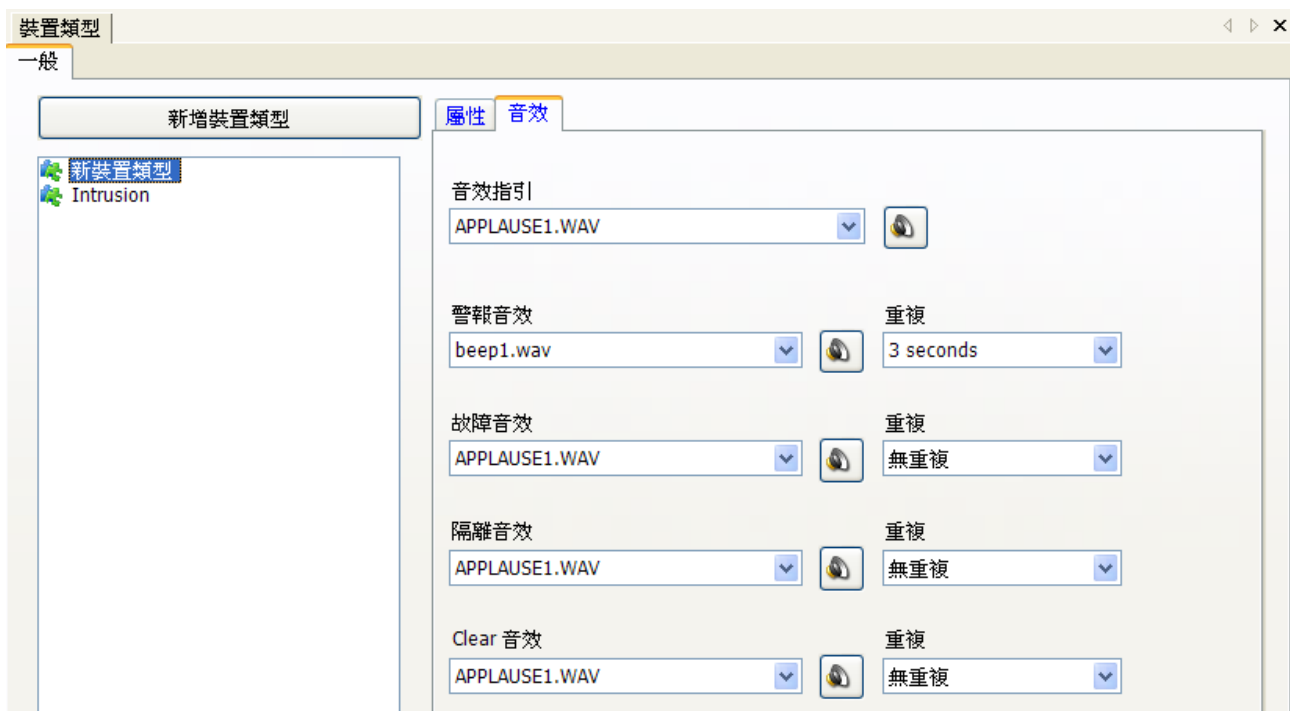 裝置類型
一般
新增裝置類型
屬性 音效
新裝置類型
Intrusion
音效指引
APPLAUSE1.WAV
警報音效 重複
beep1.wav 3 seconds
故障音效 重複
APPLAUSE1.WAV 無重複
隔離音效 重複
APPLAUSE1.WAV 無重複
Clear 音效 重複
APPLAUSE1.WAV 無重複